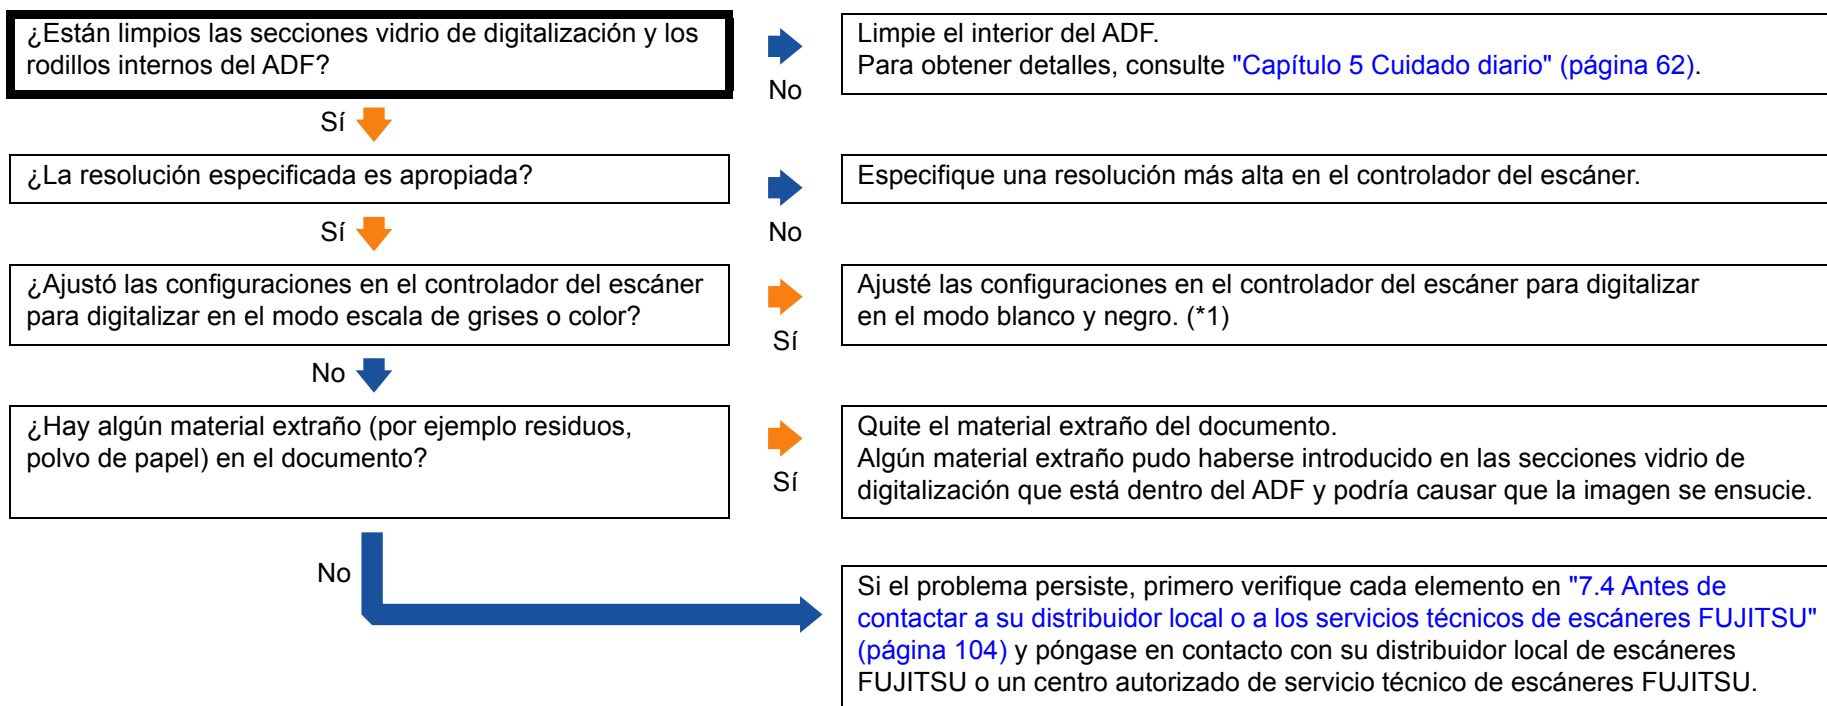 ¿Están limpios las secciones vidrio de digitalización y los
rodillos internos del ADF?
No
Limpie el interior del ADF.
Para obtener detalles, consulte "Capítulo 5 Cuidado diario" (página 62).
Sí
¿La resolución especificada es apropiada?
No
Especifique una resolución más alta en el controlador del escáner.
Sí
¿Ajustó las configuraciones en el controlador del escáner
para digitalizar en el modo escala de grises o color?
Sí
Ajusté las configuraciones en el controlador del escáner para digitalizar
en el modo blanco y negro. (*1)
No
¿Hay algún material extraño (por ejemplo residuos,
polvo de papel) en el documento?
Sí
Quite el material extraño del documento.
Algún material extraño pudo haberse introducido en las secciones vidrio de
digitalización que está dentro del ADF y podría causar que la imagen se ensucie.
No
Si el problema persiste, primero verifique cada elemento en "7.4 Antes de
contactar a su distribuidor local o a los servicios técnicos de escáneres FUJITSU"
(página 104) y póngase en contacto con su distribuidor local de escáneres
FUJITSU o un centro autorizado de servicio técnico de escáneres FUJITSU.